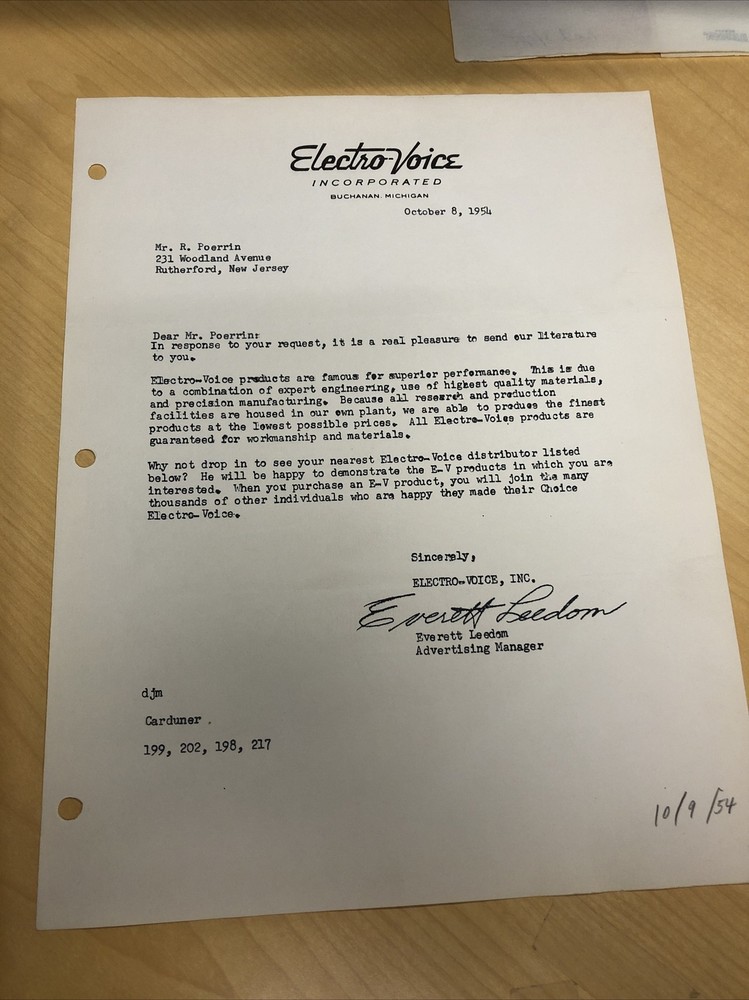 Electro-Voice
INCORPORATED
BUCHANAN, MICHIGAN
October 8, 1954
Mr. R. Poerrin
231 Woodland Avenue
Rutherford, New Jersey
Dear Mr. Poerrin:
In response to your request, it is a real pleasure to send our literature
to you.
Electro-Voice products are famous for superior performance. This is due
to a combination of expert engineering, use of highest quality materials,
and precision manufacturing. Because all research and production
facilities are housed in our own plant, we are able to produce the finest
products at the lowest possible prices. All Electro-Voice products are
guaranteed for workmanship and materials.
Why not drop in to see your nearest Electro-Voice distributor listed
below? He will be happy to demonstrate the E-V products in which you are
interested. When you purchase an E-V product, you will join the many
thousands of other individuals who are happy they made their Choice
Electro-Voice.
Sincerely,
ELECTRO-VOICE, INC.
Everett Leedom
Everett Leedom
Advertising Manager
djm
Carduner .
199, 202, 198, 217
10/9/54